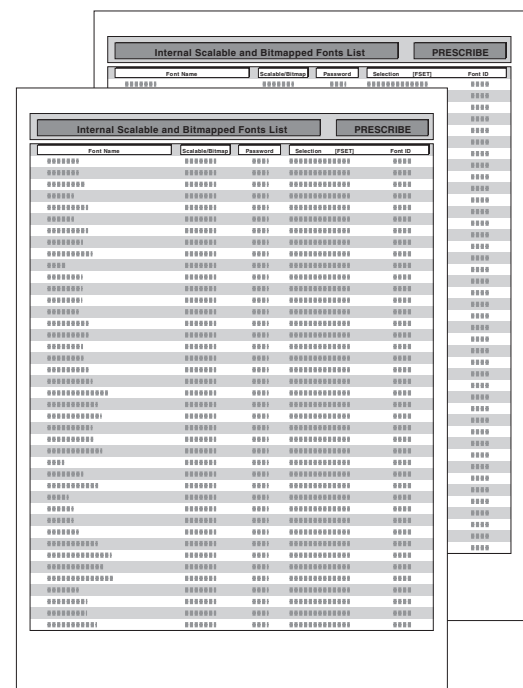 Internal Scalable and Bitmapped Fonts List PRESCRIBE
Font Name Scalable/Bitmap Password Selection [FSET] Font ID
Internal Scalable and Bitmapped Fonts List PRESCRIBE
Font Name Scalable/Bitmap Password Selection [FSET] Font ID